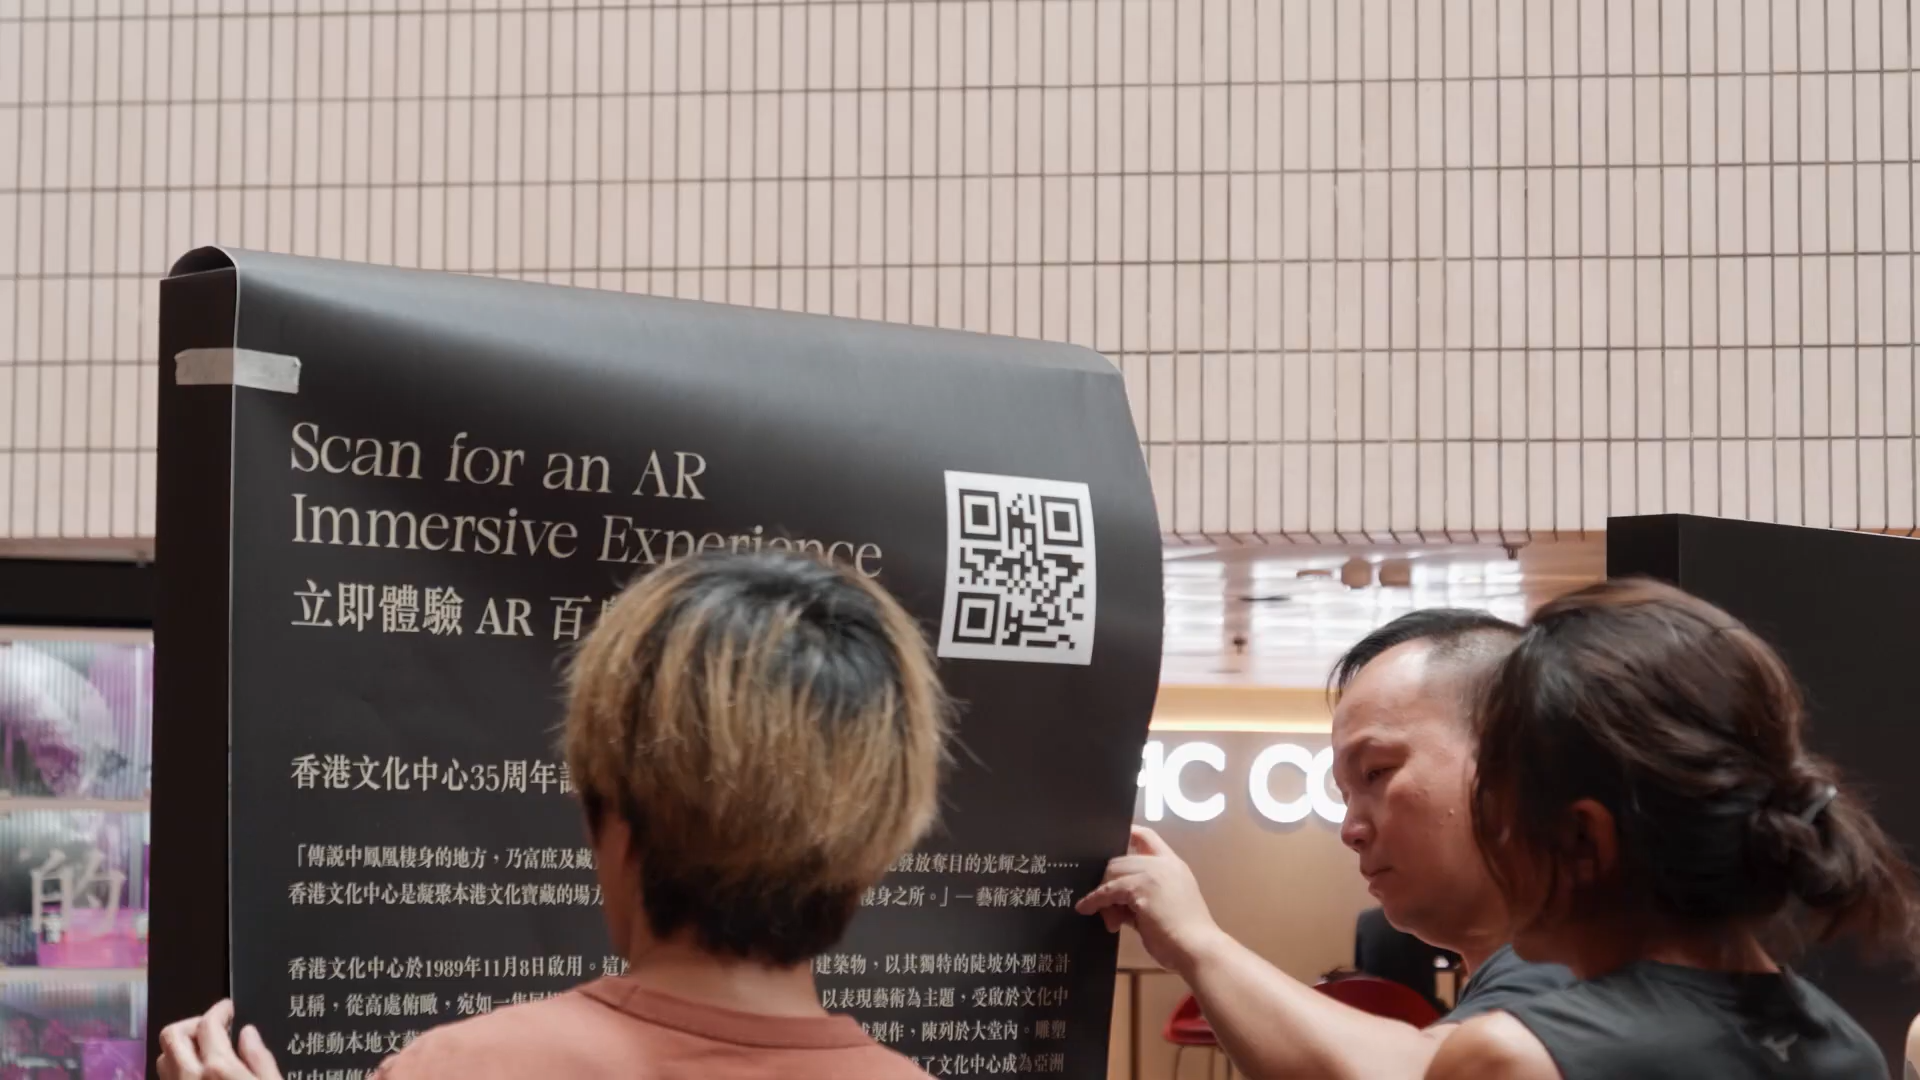 Scan for an AR
Immersive Experience
立即體驗 AR 百
香港文化中心35周年
「傳說中鳳凰棲身的地方，乃富庶及藏 發放奪目的光輝之說……
香港文化中心是凝聚本港文化寶藏的場 棲身之所。」— 藝術家鍾大富
香港文化中心於1989年11月8日啟用。這 建築物，以其獨特的陡坡外型設計
見稱，從高處俯瞰，宛如一隻 以表現藝術為主題，受啟於文化中
心推動本地文 製作，陳列於大堂內。雕塑
以中國傳 了文化中心成為亞洲
IC CO
的